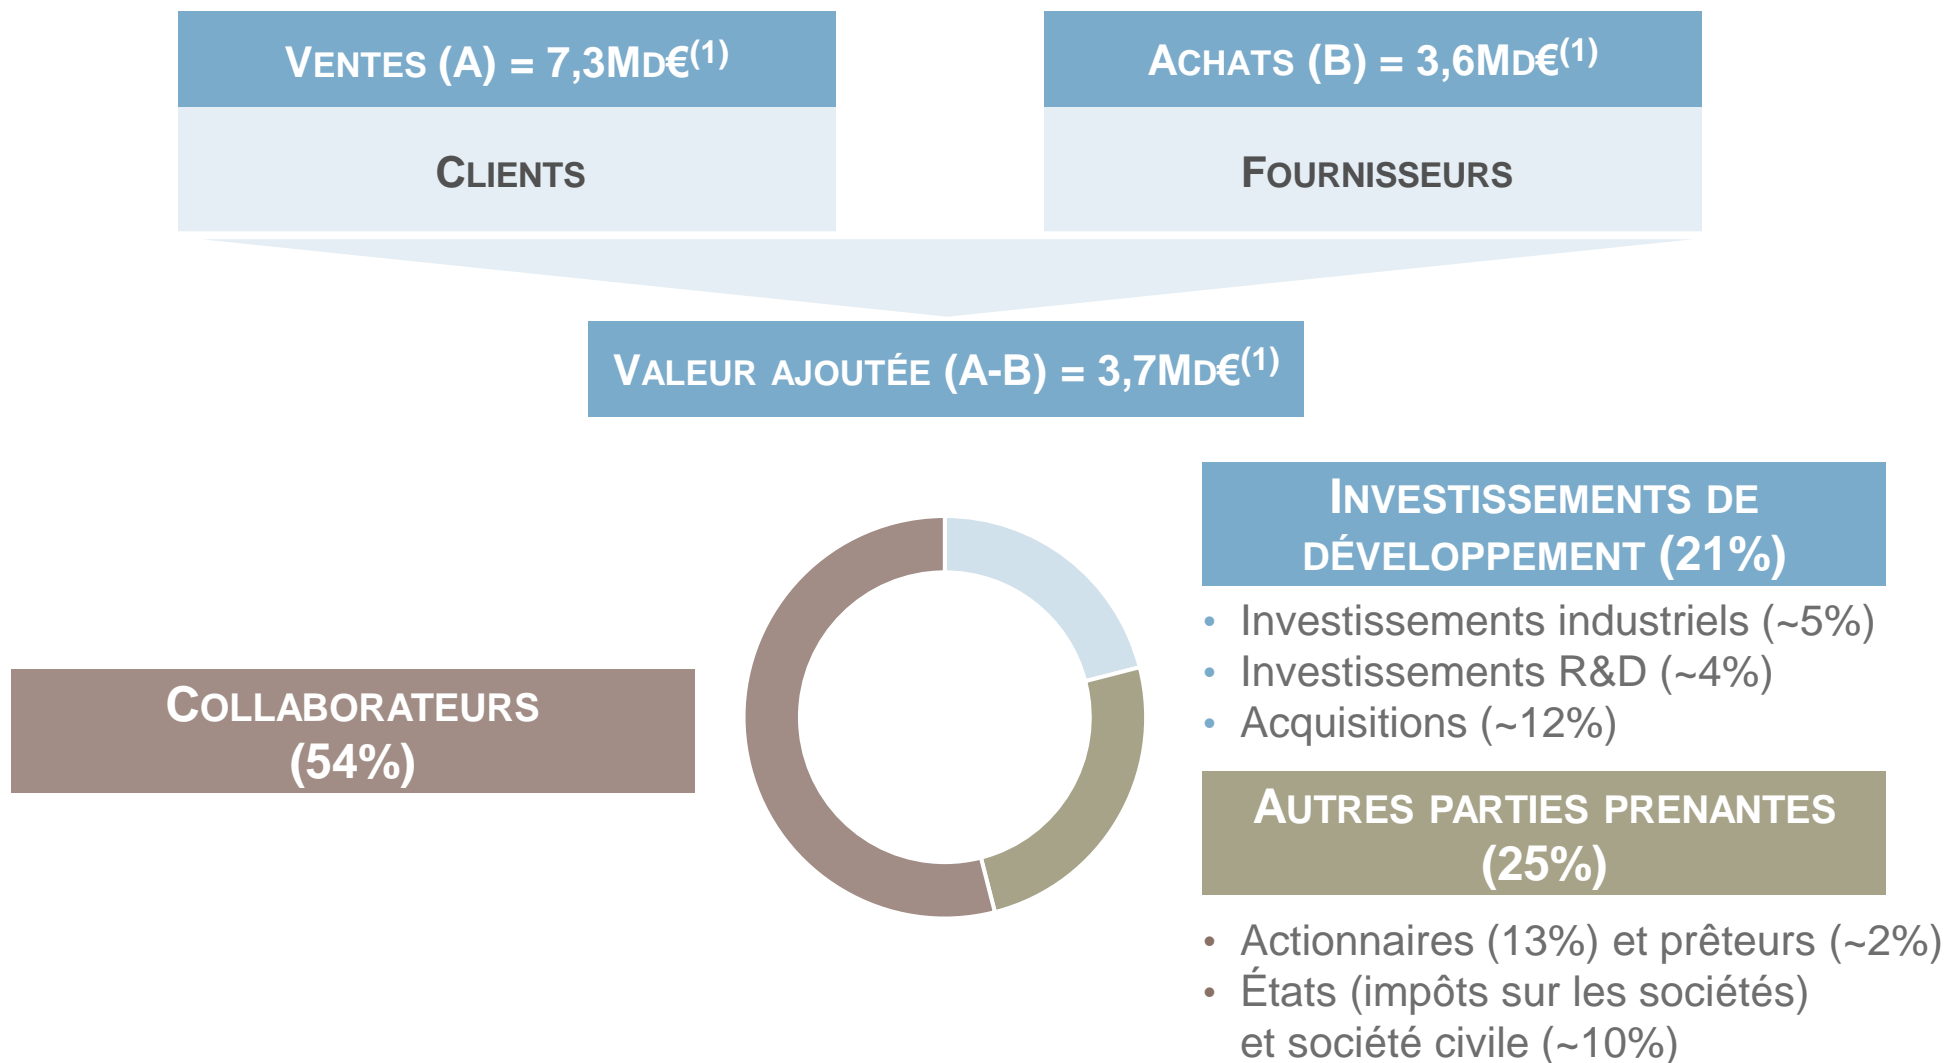 VENTES (A) = 7,3MD€(1)
ACHATS (B) = 3,6MD€(1)
CLIENTS
FOURNISSEURS
VALEUR AJOUTÉE (A-B) = 3,7MD€(1)
INVESTISSEMENTS DE
DÉVELOPPEMENT (21%)
• Investissements industriels (~5%)
• Investissements R&D (~4%)
• Acquisitions (~12%)
COLLABORATEURS
(54%)
AUTRES PARTIES PRENANTES
(25%)
• Actionnaires (13%) et prêteurs (~2%)
• États (impôts sur les sociétés)
et société civile (~10%)